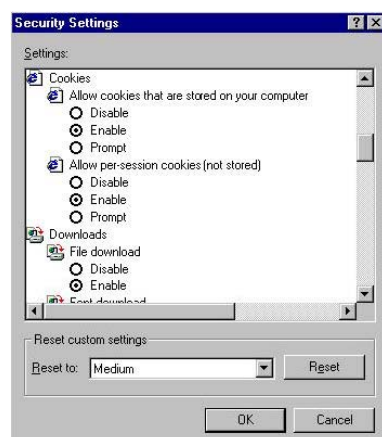 Security Settings
Settings:
Cookies
Allow cookies that are stored on your computer
Disable
Enable
Prompt
Allow per-session cookies (not stored)
Disable
Enable
Prompt
Downloads
File download
Disable
Enable
Font download
Reset custom settings
Reset to: Medium Reset
OK Cancel